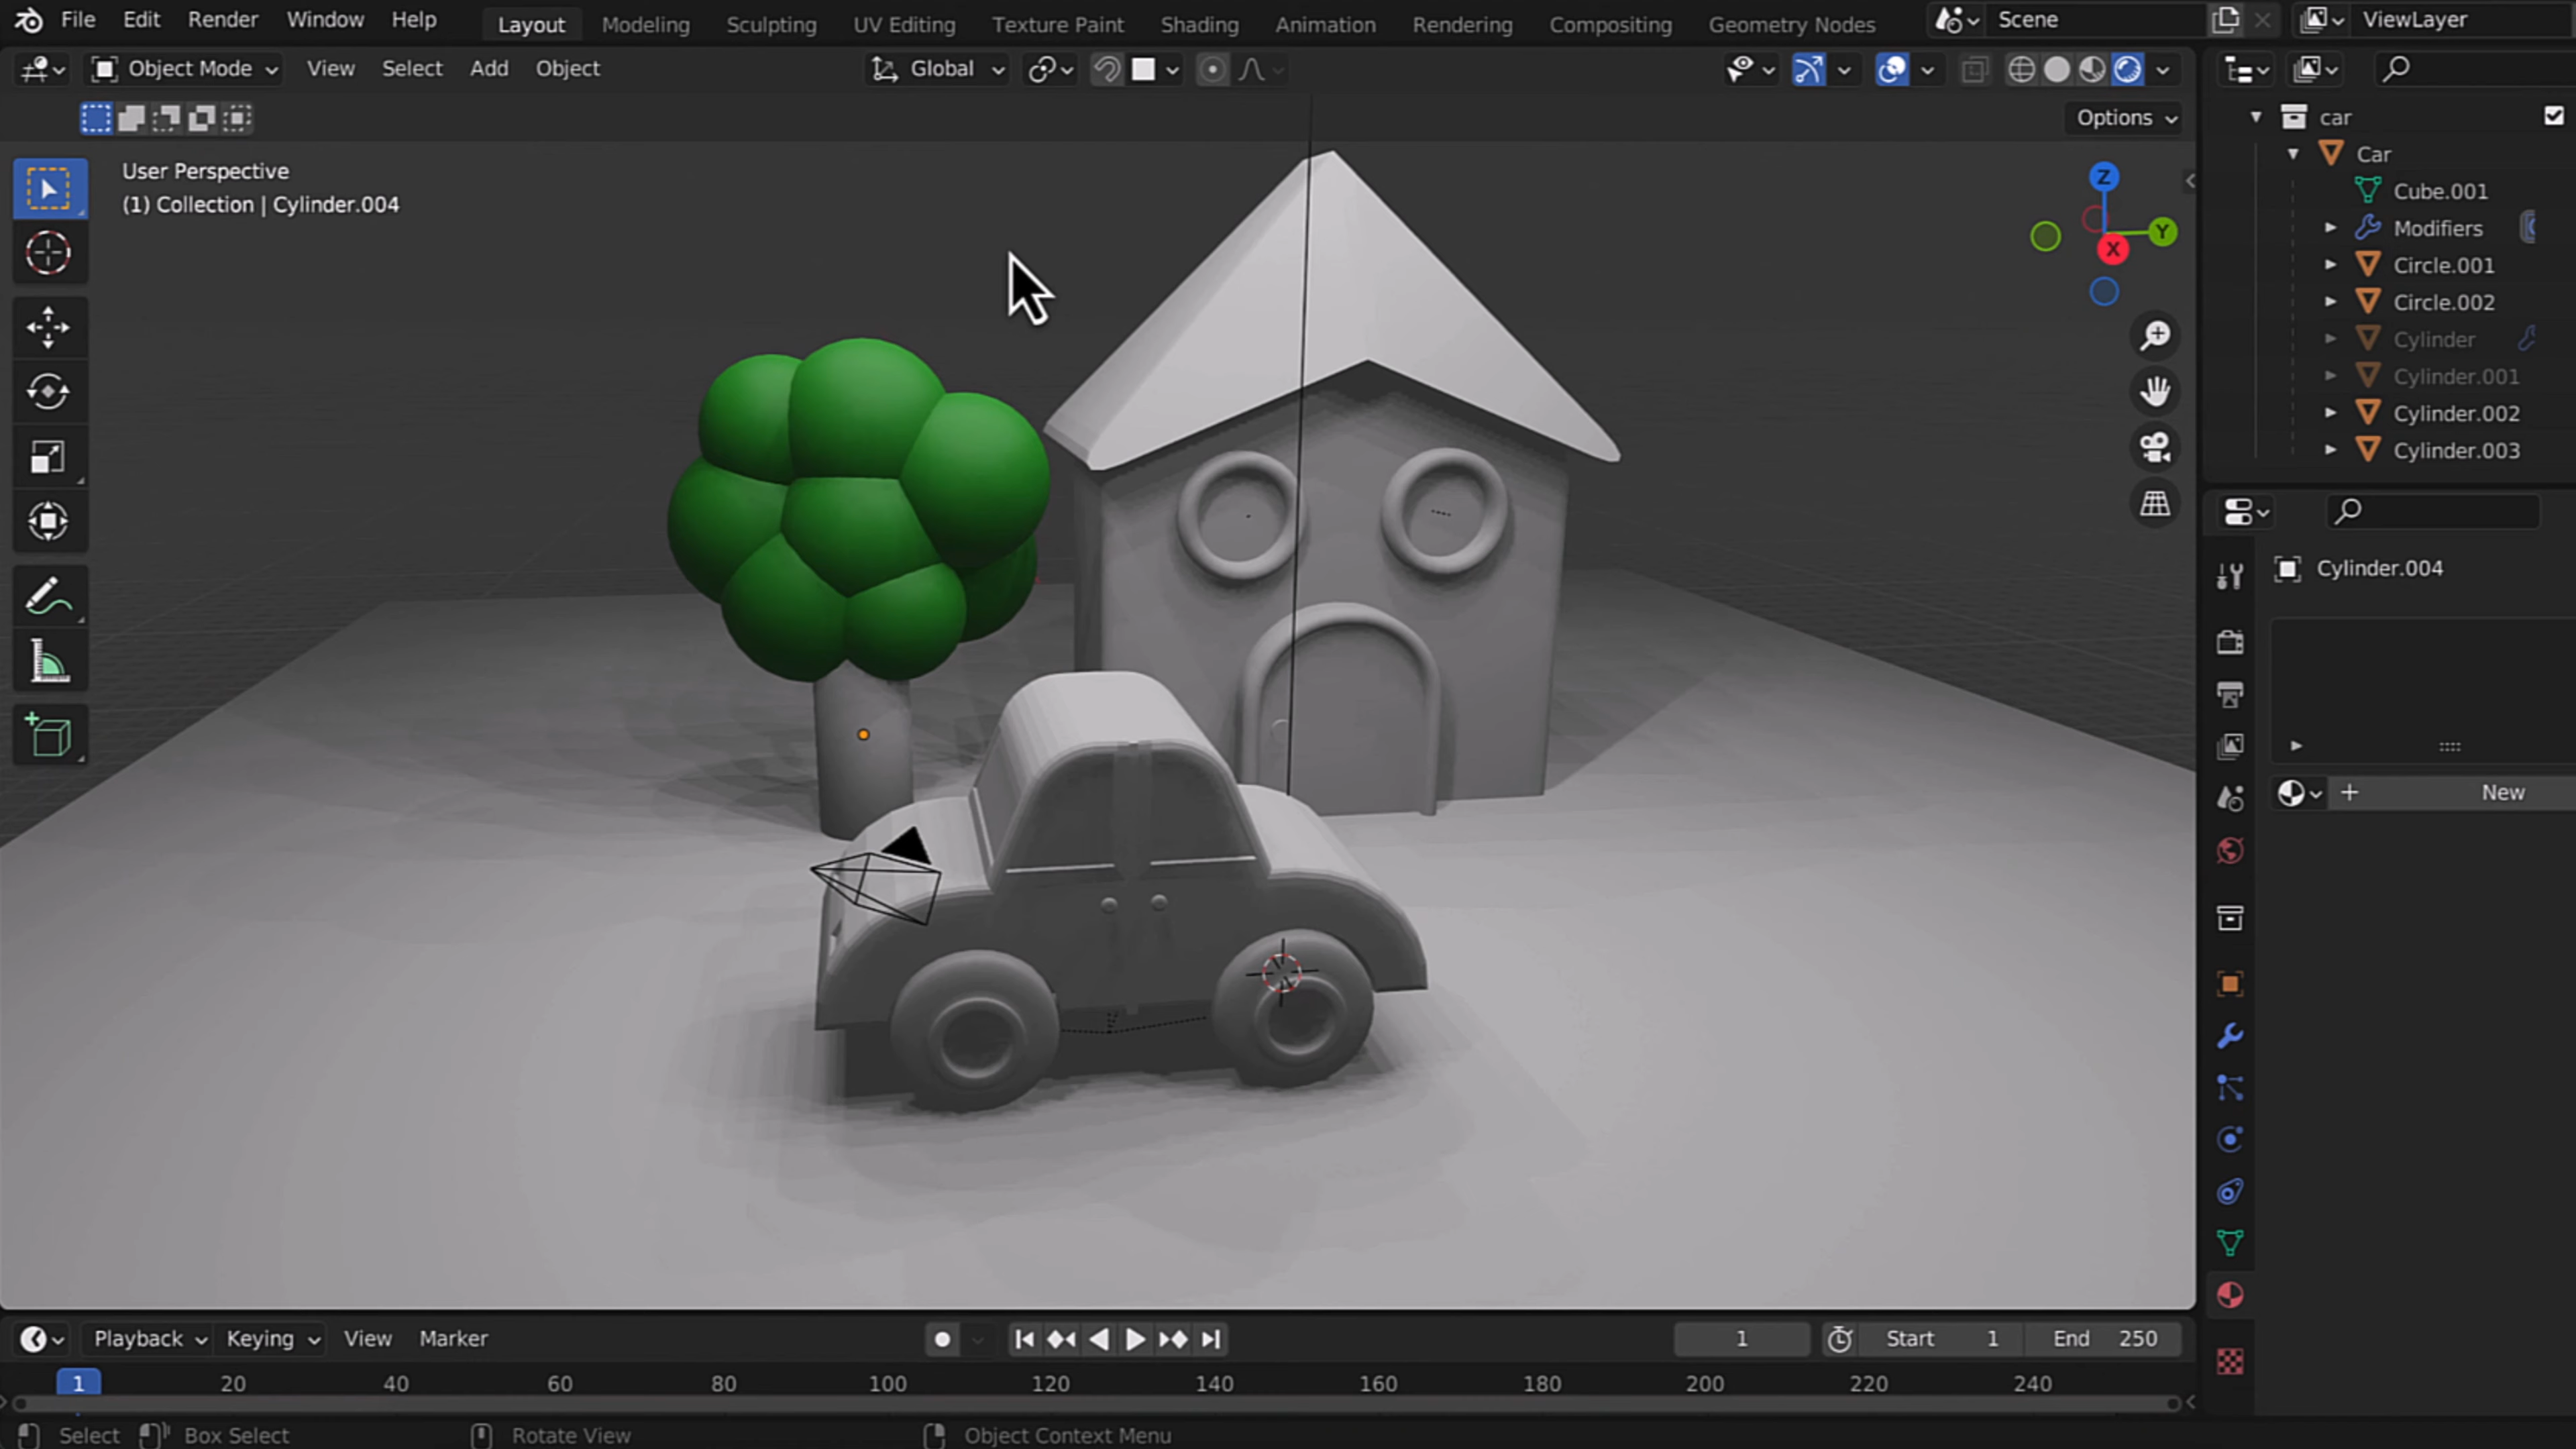 File Edit Render Window Help Layout Modeling Sculpting UV Editing Texture Paint Shading Animation Rendering Compositing Geometry Nodes Scene ViewLayer
Object Mode View Select Add Object Global
Options
User Perspective
(1) Collection | Cylinder.004
Z
Y
X
car
Car
Cube.001
Modifiers
Circle.001
Circle.002
Cylinder
Cylinder.001
Cylinder.002
Cylinder.003
Cylinder.004
+ New
Playback Keying View Marker 1 Start 1 End 250
1 20 40 60 80 100 120 140 160 180 200 220 240
Select Box Select Rotate View Object Context Menu